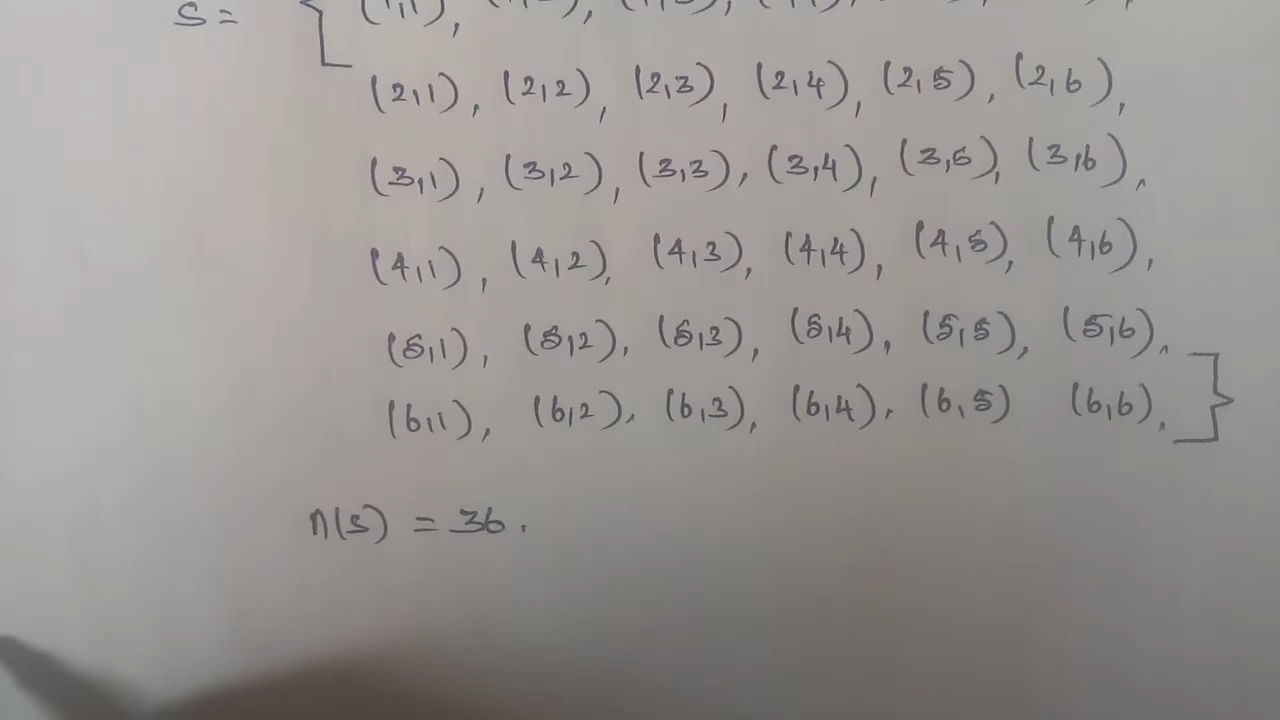 S = { (1,1),
(2,1), (2,2), (2,3), (2,4), (2,5), (2,6),
(3,1), (3,2), (3,3), (3,4), (3,5), (3,6),
(4,1), (4,2), (4,3), (4,4), (4,5), (4,6),
(5,1), (5,2), (5,3), (5,4), (5,5), (5,6),
(6,1), (6,2), (6,3), (6,4), (6,5) (6,6), }
n(s) = 36.